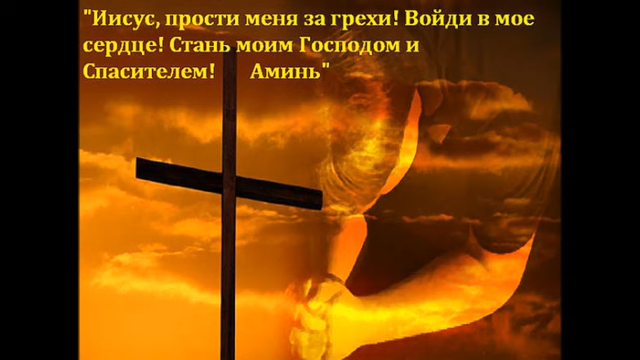 "Иисус, прости меня за грехи! Войди в мое
сердце! Стань моим Господом и
Спасителем! Аминь"